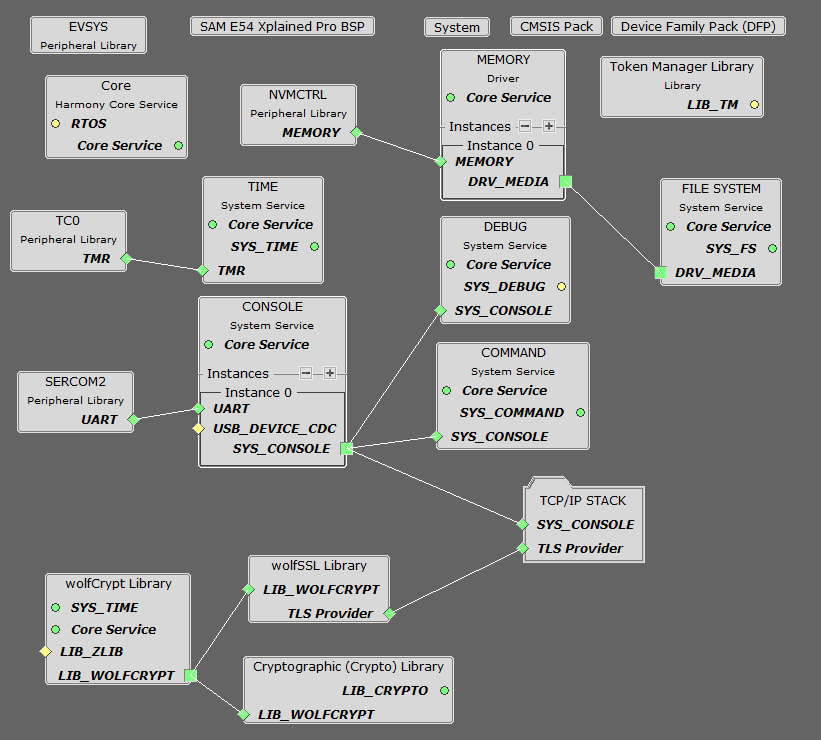 EVSYS
Peripheral Library
SAM E54 Xplained Pro BSP
System
CMSIS Pack
Device Family Pack (DFP)
Core
Harmony Core Service
RTOS
Core Service
NVMCTRL
Peripheral Library
MEMORY
MEMORY
Driver
Core Service
Instances
Instance 0
MEMORY
DRV_MEDIA
Token Manager Library
Library
LIB_TM
TC0
Peripheral Library
TMR
TIME
System Service
Core Service
SYS_TIME
TMR
DEBUG
System Service
Core Service
SYS_DEBUG
SYS_CONSOLE
FILE SYSTEM
System Service
Core Service
SYS_FS
DRV_MEDIA
SERCOM2
Peripheral Library
UART
CONSOLE
System Service
Core Service
Instances
Instance 0
UART
USB_DEVICE_CDC
SYS_CONSOLE
COMMAND
System Service
Core Service
SYS_COMMAND
SYS_CONSOLE
TCP/IP STACK
SYS_CONSOLE
TLS Provider
wolfCrypt Library
SYS_TIME
Core Service
LIB_ZLIB
LIB_WOLFCRYPT
wolfSSL Library
LIB_WOLFCRYPT
TLS Provider
Cryptographic (Crypto) Library
LIB_CRYPTO
LIB_WOLFCRYPT